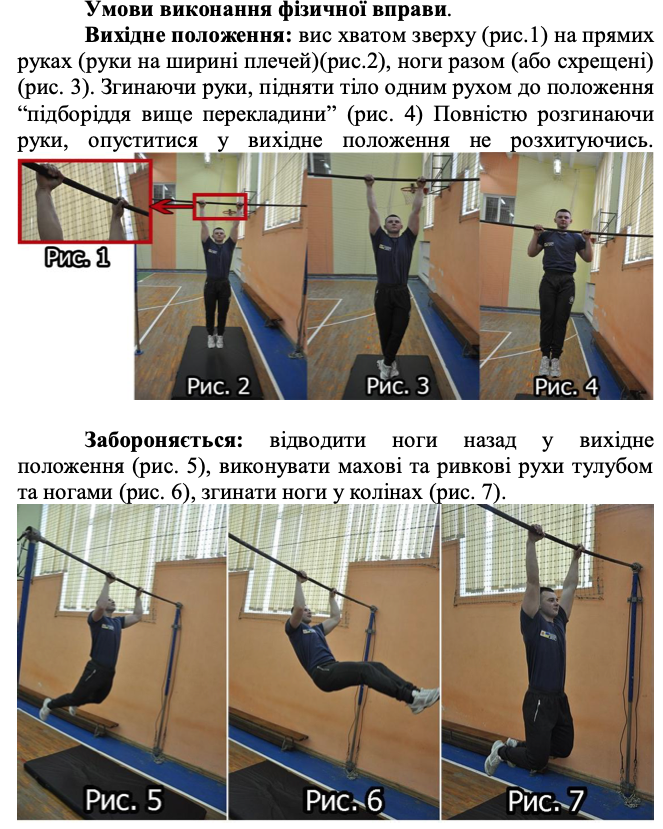 Умови виконання фізичної вправи.
Вихідне положення: вис хватом зверху (рис.1) на прямих
руках (руки на ширині плечей)(рис.2), ноги разом (або схрещені)
(рис. 3). Згинаючи руки, підняти тіло одним рухом до положення
“підборіддя вище перекладини” (рис. 4) Повністю розгинаючи
руки, опуститися у вихідне положення не розхитуючись.
Рис. 1
Рис. 2
Рис. 3
Рис. 4
Забороняється: відводити ноги назад у вихідне
положення (рис. 5), виконувати махові та ривкові рухи тулубом
та ногами (рис. 6), згинати ноги у колінах (рис. 7).
Рис. 5
Рис. 6
Рис. 7